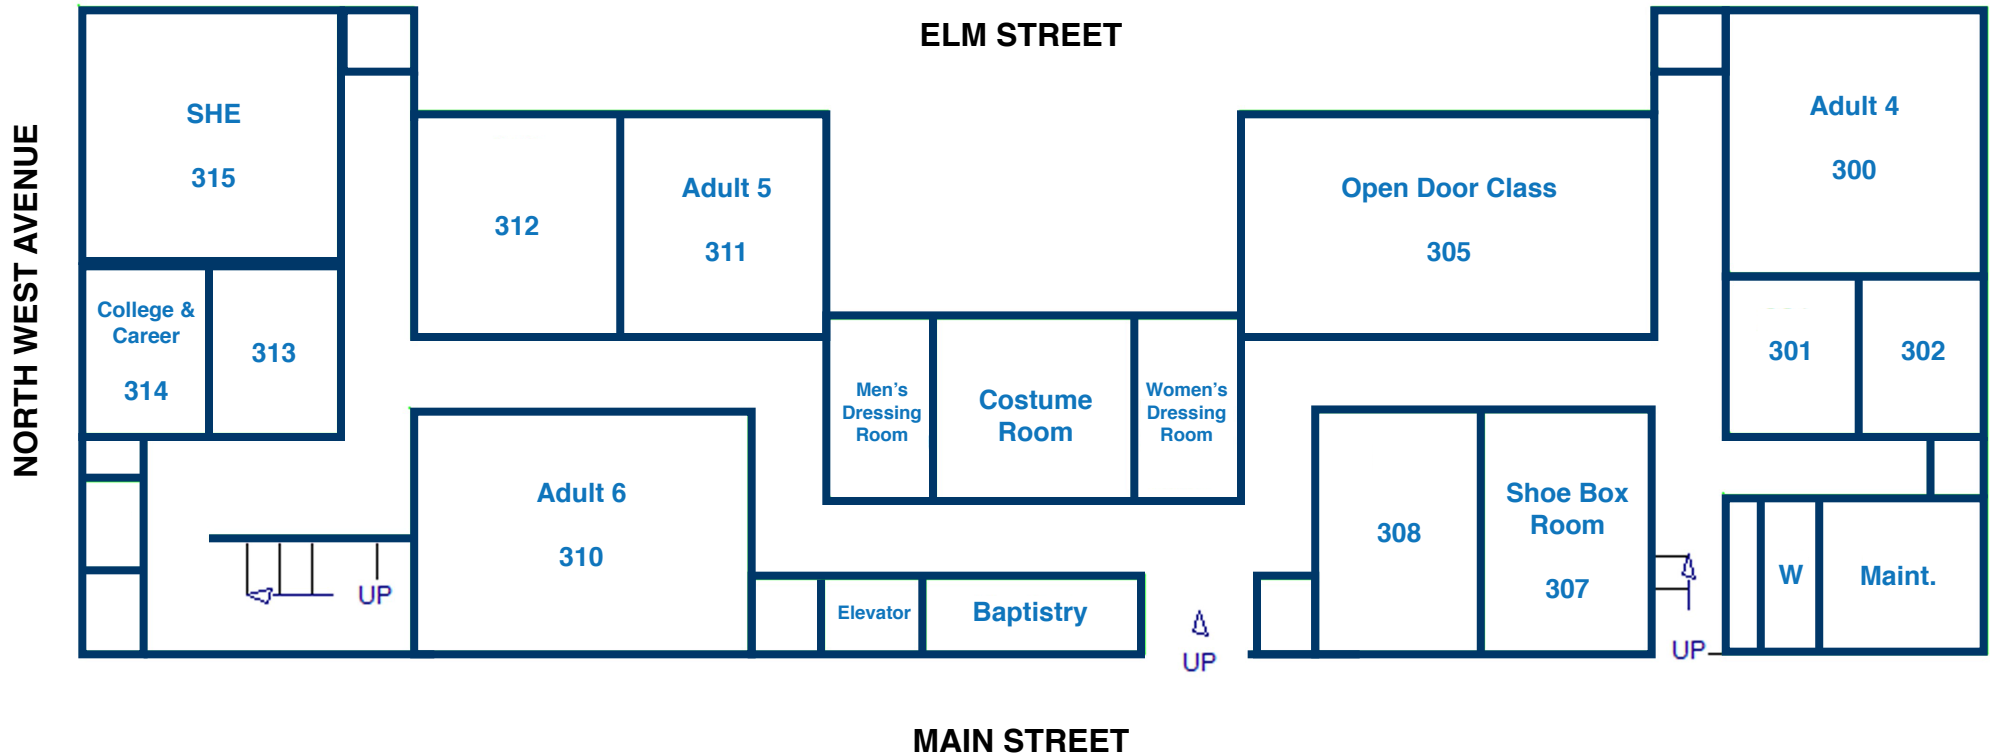 ELM STREET
NORTH WEST AVENUE
SHE
315
Adult 4
300
312
Adult 5
311
Open Door Class
305
College &
Career
314
313
301
302
Men’s
Dressing
Room
Costume
Room
Women’s
Dressing
Room
Adult 6
310
308
Shoe Box
Room
307
W
Maint.
UP
Elevator
Baptistry
UP
UP
MAIN STREET